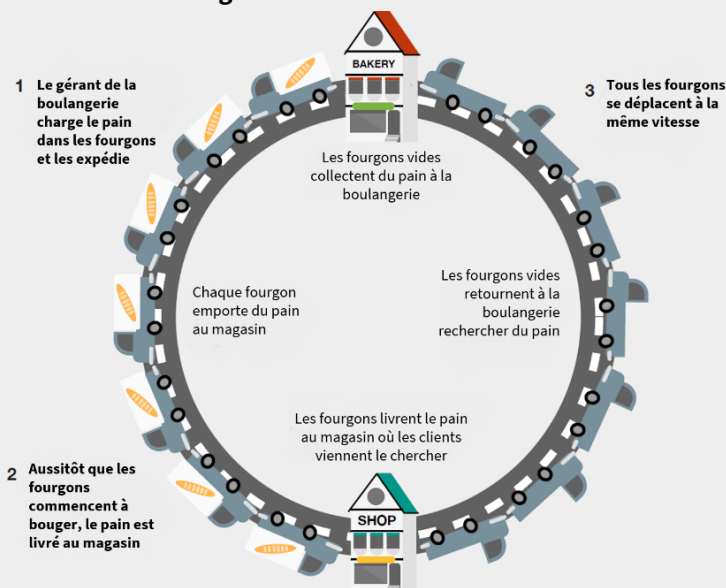 BAKERY
1 Le gérant de la
boulangerie
charge le pain
dans les fourgons
et les expédie
3 Tous les fourgons
se déplacent à la
même vitesse
Les fourgons vides
collectent du pain à la
boulangerie
Chaque fourgon
emporte du pain
au magasin
Les fourgons vides
retournent à la
boulangerie
rechercher du pain
Les fourgons livrent le pain
au magasin où les clients
viennent le chercher
2 Aussitôt que les
fourgons
commencent à
bouger, le pain est
livré au magasin
SHOP